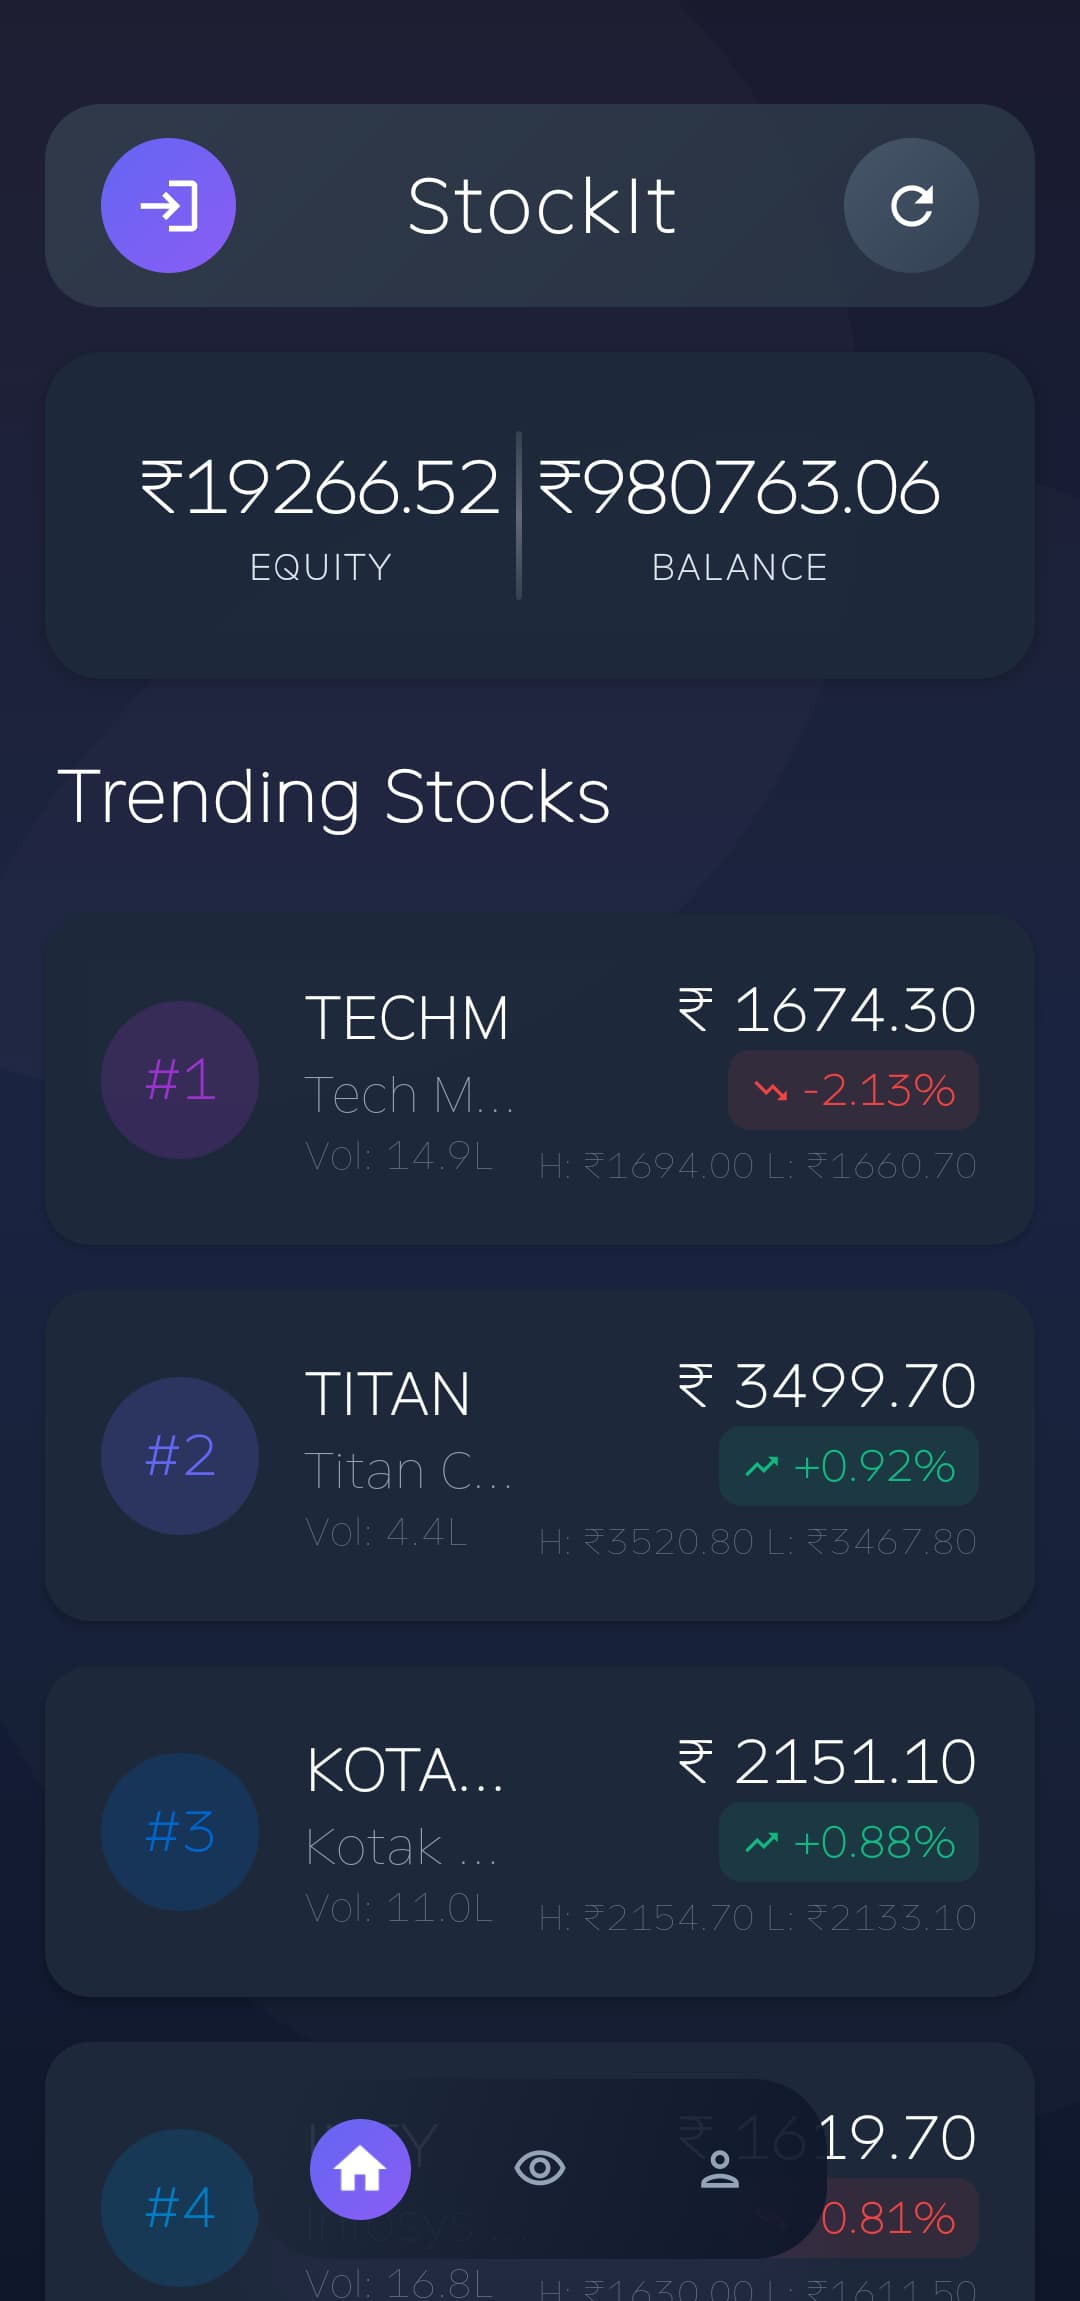 StockIt
₹19266.52 ₹980763.06
EQUITY BALANCE
Trending Stocks
#1
TECHM
Tech M...
Vol: 14.9L
₹ 1674.30
-2.13%
H: ₹1694.00 L: ₹1660.70
#2
TITAN
Titan C...
Vol: 4.4L
₹ 3499.70
+0.92%
H: ₹3520.80 L: ₹3467.80
#3
KOTA...
Kotak ...
Vol: 11.0L
₹ 2151.10
+0.88%
H: ₹2154.70 L: ₹2133.10
#4
Vol: 16.8L
₹ 1619.70
0.81%
H: ₹1630.00 L: ₹1611.50